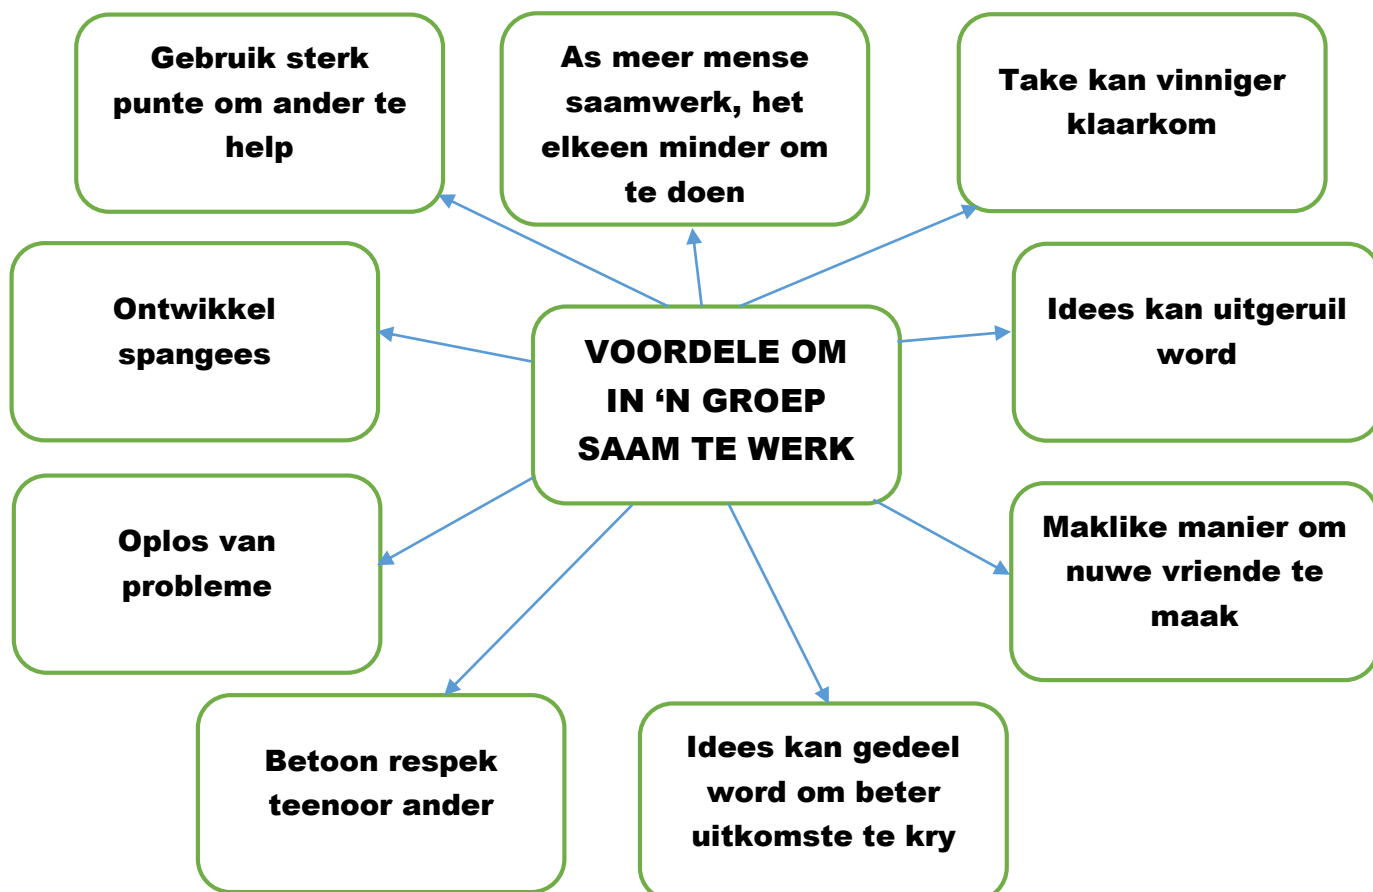 Gebruik sterk
punte om ander te
help
As meer mense
saamwerk, het
elkeen minder om
te doen
Take kan vinniger
klaarkom
Ontwikkel
spangees
VOORDELE OM
IN ‘N GROEP
SAAM TE WERK
Idees kan uitgeruil
word
Oplos van
probleme
Maklike manier om
nuwe vriende te
maak
Betoon respek
teenoor ander
Idees kan gedeel
word om beter
uitkomste te kry